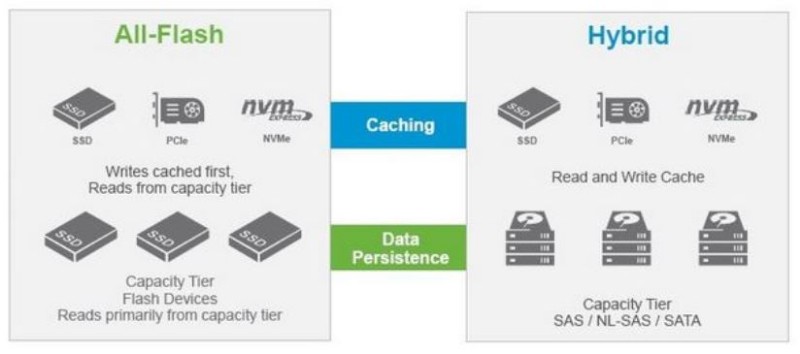 All-Flash
SSD
SSD
PCIe
nvm
EXPRESS
NVMe
Writes cached first,
Reads from capacity tier
SSD
SSD
SSD
Capacity Tier
Flash Devices
Reads primarily from capacity tier
Caching
Data
Persistence
Hybrid
SSD
SSD
PCIe
nvm
EXPRESS
NVMe
Read and Write Cache
Capacity Tier
SAS / NL-SAS / SATA